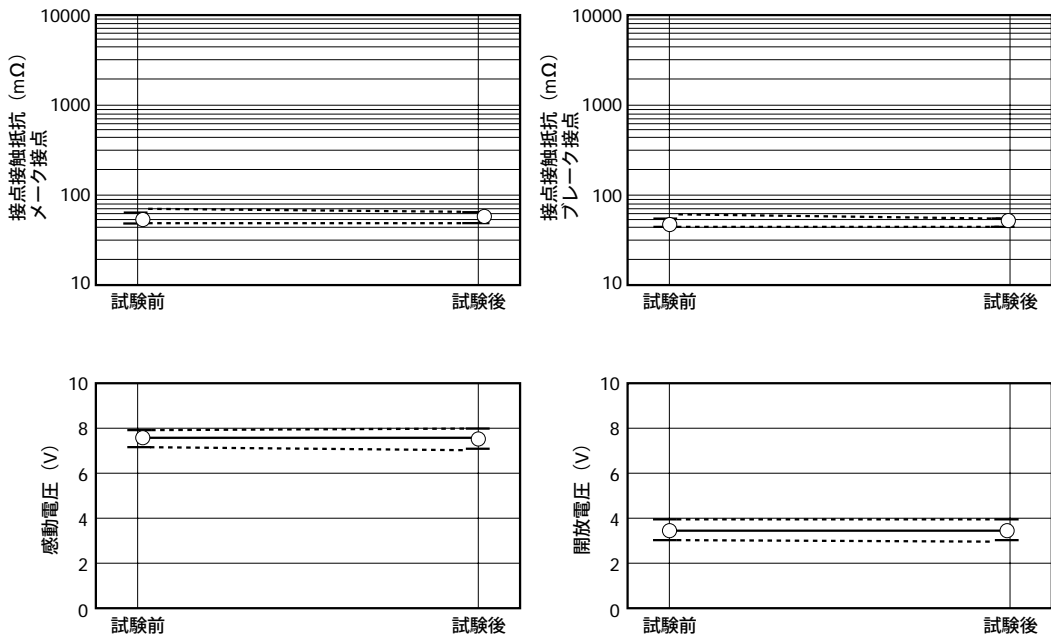 接点接触抵抗（mΩ）
メーク接点
10000
1000
100
10
試験前
試験後
接点接触抵抗（mΩ）
ブレーク接点
10000
1000
100
10
試験前
試験後
感動電圧（V）
10
8
6
4
2
0
試験前
試験後
開放電圧（V）
10
8
6
4
2
0
試験前
試験後